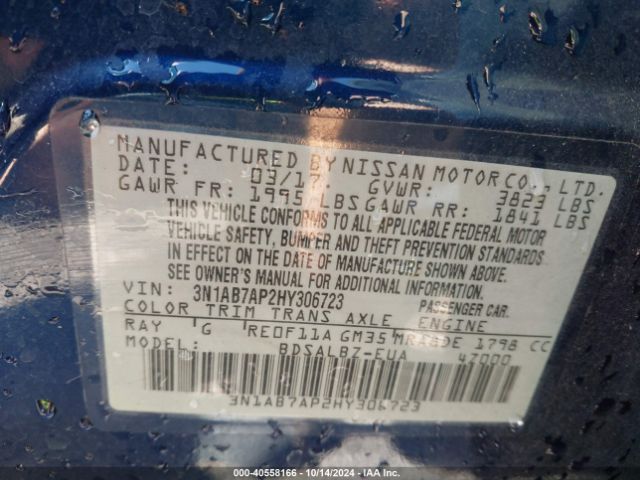 MANUFACTURED BY NISSAN MOTOR CO., LTD.
DATE: 03/17 GVWR: 3823 LBS
GAWR FR: 1995 LBS GAWR RR: 1841 LBS
THIS VEHICLE CONFORMS TO ALL APPLICABLE FEDERAL MOTOR
VEHICLE SAFETY, BUMPER AND THEFT PREVENTION STANDARDS
IN EFFECT ON THE DATE OF MANUFACTURE SHOWN ABOVE.
SEE OWNER'S MANUAL FOR ADDITIONAL INFORMATION.
VIN: 3N1AB7AP2HY306723 PASSENGER CAR.
COLOR TRIM TRANS AXLE ENGINE
RAY G RE0F11A GM35 MRA8DE 1798 CC
MODEL: BDSALBZ-EUA 47000
3N1AB7AP2HY306723
000-40558166 • 10/14/2024 • IAA Inc.